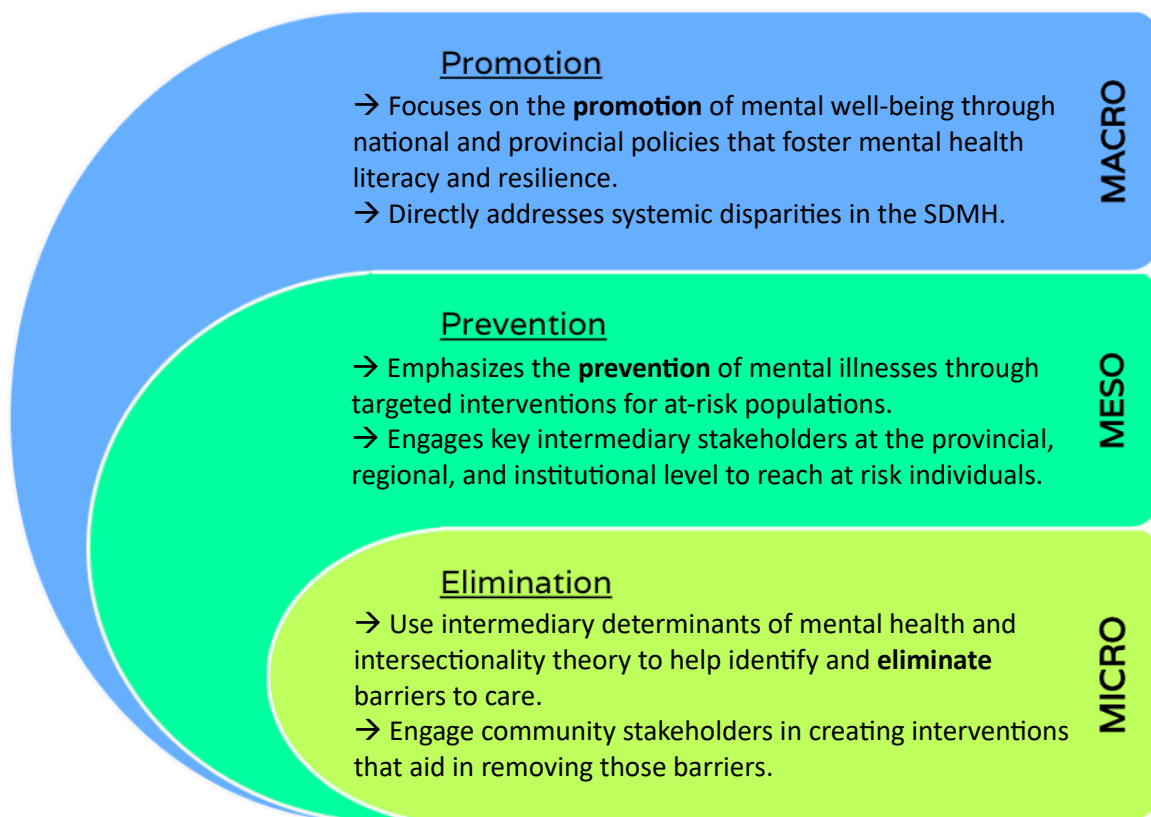 Promotion
→ Focuses on the promotion of mental well-being through
national and provincial policies that foster mental health
literacy and resilience.
→ Directly addresses systemic disparities in the SDMH.
MACRO
Prevention
→ Emphasizes the prevention of mental illnesses through
targeted interventions for at-risk populations.
→ Engages key intermediary stakeholders at the provincial,
regional, and institutional level to reach at risk individuals.
MESO
Elimination
→ Use intermediary determinants of mental health and
intersectionality theory to help identify and eliminate
barriers to care.
→ Engage community stakeholders in creating interventions
that aid in removing those barriers.
MICRO